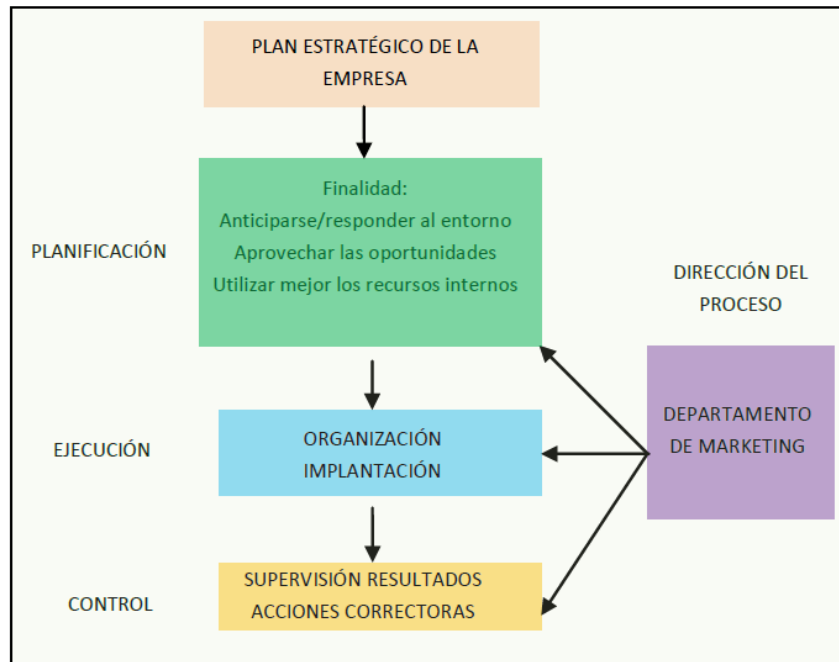 PLAN ESTRATÉGICO DE LA
EMPRESA
PLANIFICACIÓN
Finalidad:
Anticiparse/responder al entorno
Aprovechar las oportunidades
Utilizar mejor los recursos internos
DIRECCIÓN DEL
PROCESO
DEPARTAMENTO
DE MARKETING
EJECUCIÓN
ORGANIZACIÓN
IMPLANTACIÓN
CONTROL
SUPERVISIÓN RESULTADOS
ACCIONES CORRECTORAS